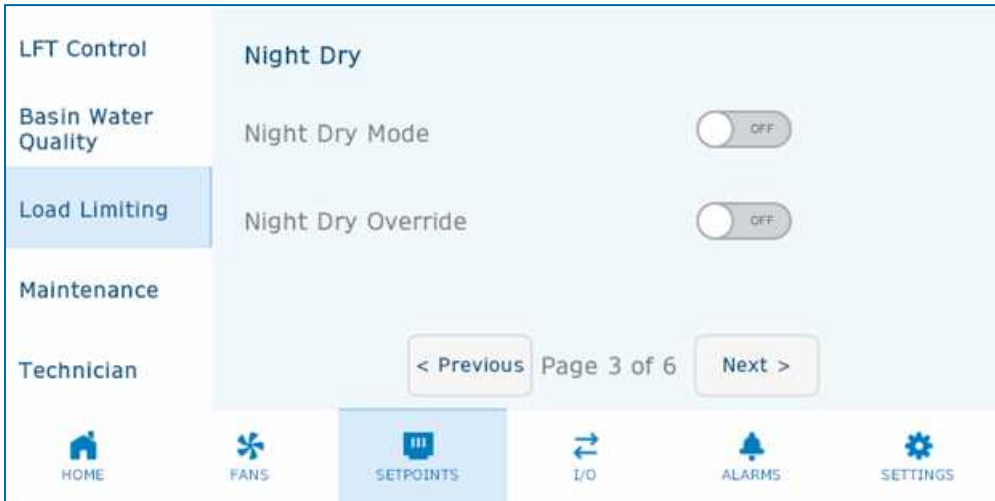 LFT Control
Basin Water
Quality
Load Limiting
Maintenance
Technician
Night Dry
Night Dry Mode
OFF
Night Dry Override
OFF
< Previous
Page 3 of 6
Next >
HOME
FANS
SETPOINTS
I/O
ALARMS
SETTINGS